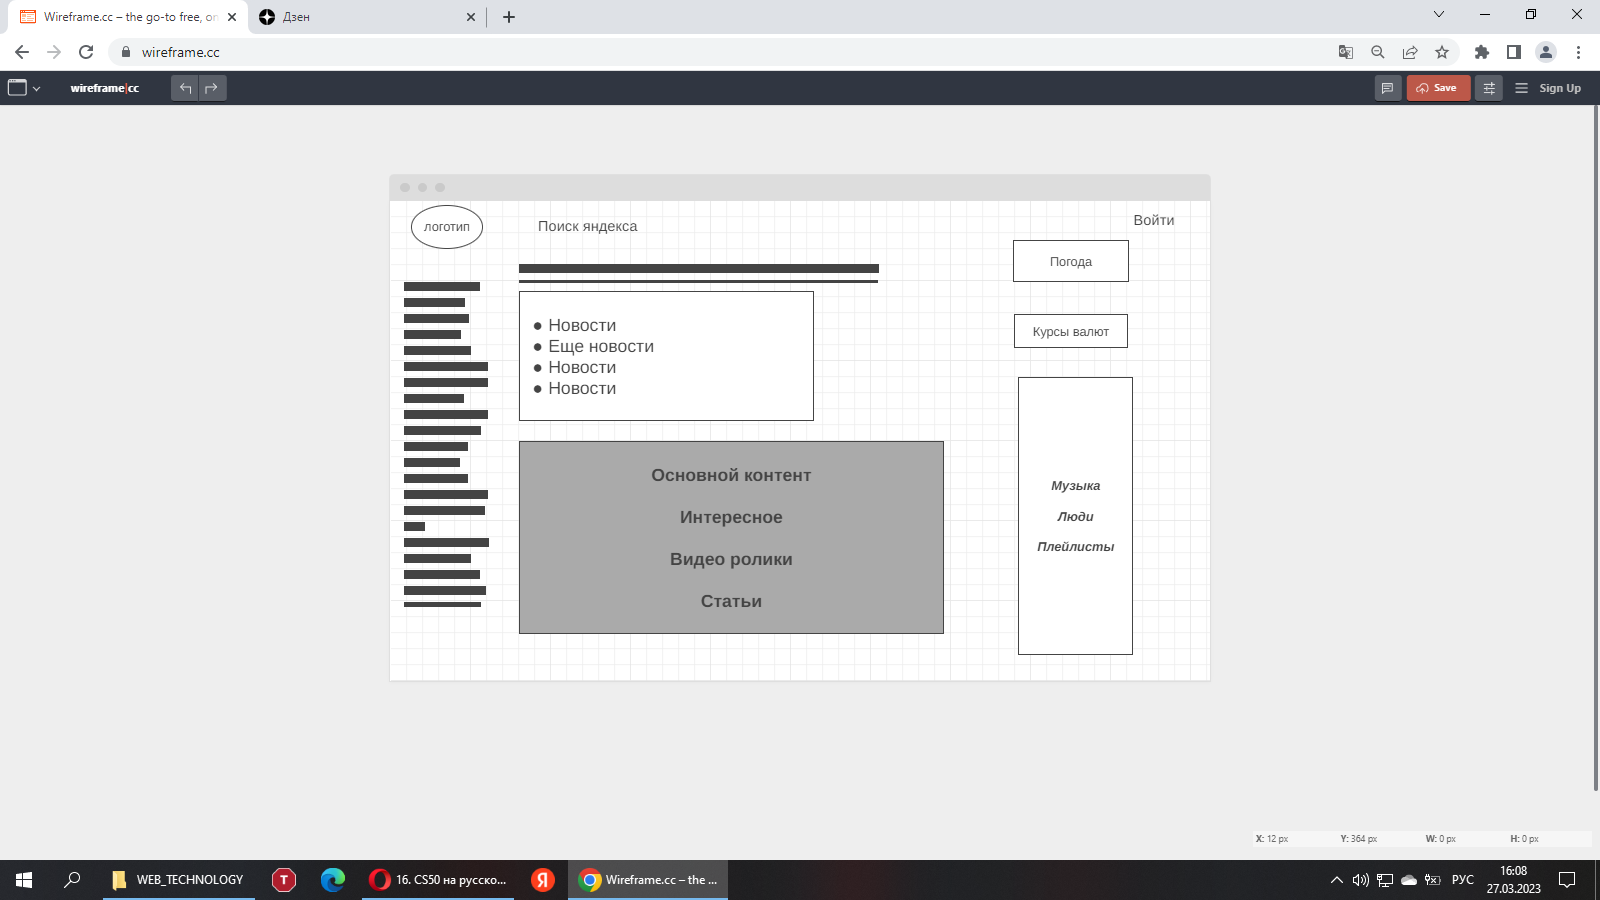 Wireframe.cc – the go-to free, on
Дзен
wireframe.cc
wireframe|cc
Save
Sign Up
логотип
Поиск яндекса
Войти
Погода
Курсы валют
Новости
Еще новости
Новости
Новости
Основной контент
Интересное
Видео ролики
Статьи
Музыка
Люди
Плейлисты
X: 12 px Y: 364 px W: 0 px H: 0 px
WEB_TECHNOLOGY
T
16. CS50 на русско...
Я
Wireframe.cc – the ...
РУС
16:08
27.03.2023